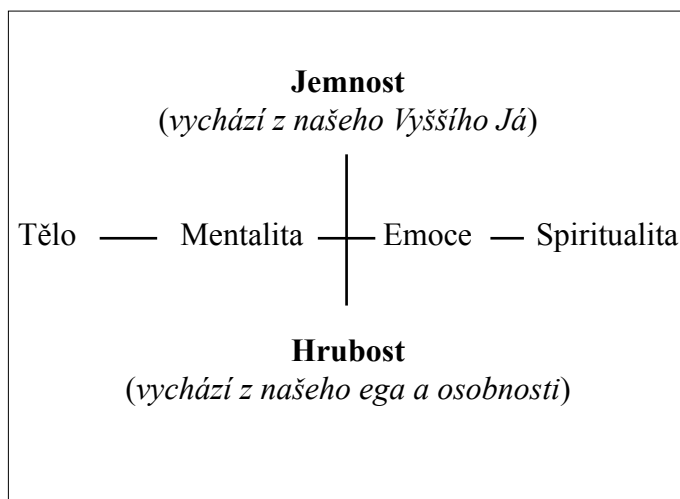 Jemnost
(vychází z našeho Vyššího Já)
Tělo Mentalita Emoce Spiritualita
Hrubost
(vychází z našeho ega a osobnosti)